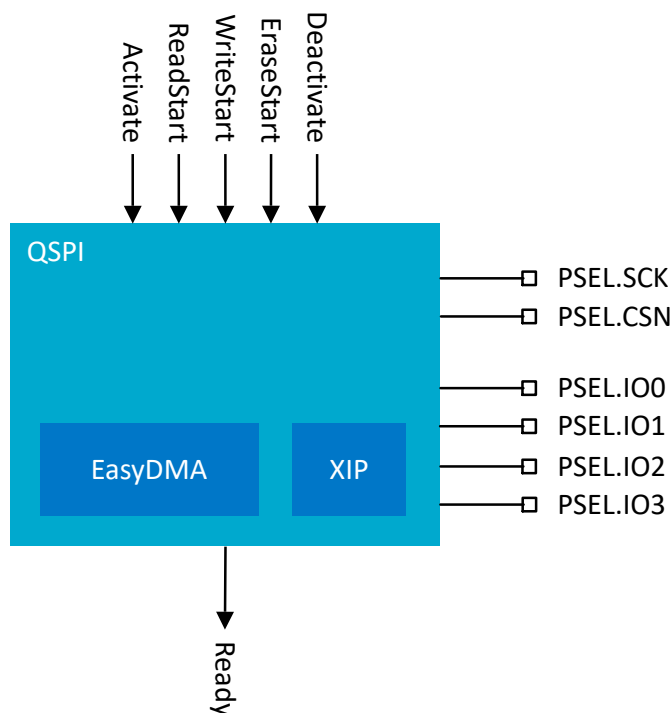 Activate
ReadStart
WriteStart
EraseStart
Deactivate
QSPI
PSEL.SCK
PSEL.CSN
PSEL.IO0
PSEL.IO1
PSEL.IO2
PSEL.IO3
EasyDMA
XIP
Ready